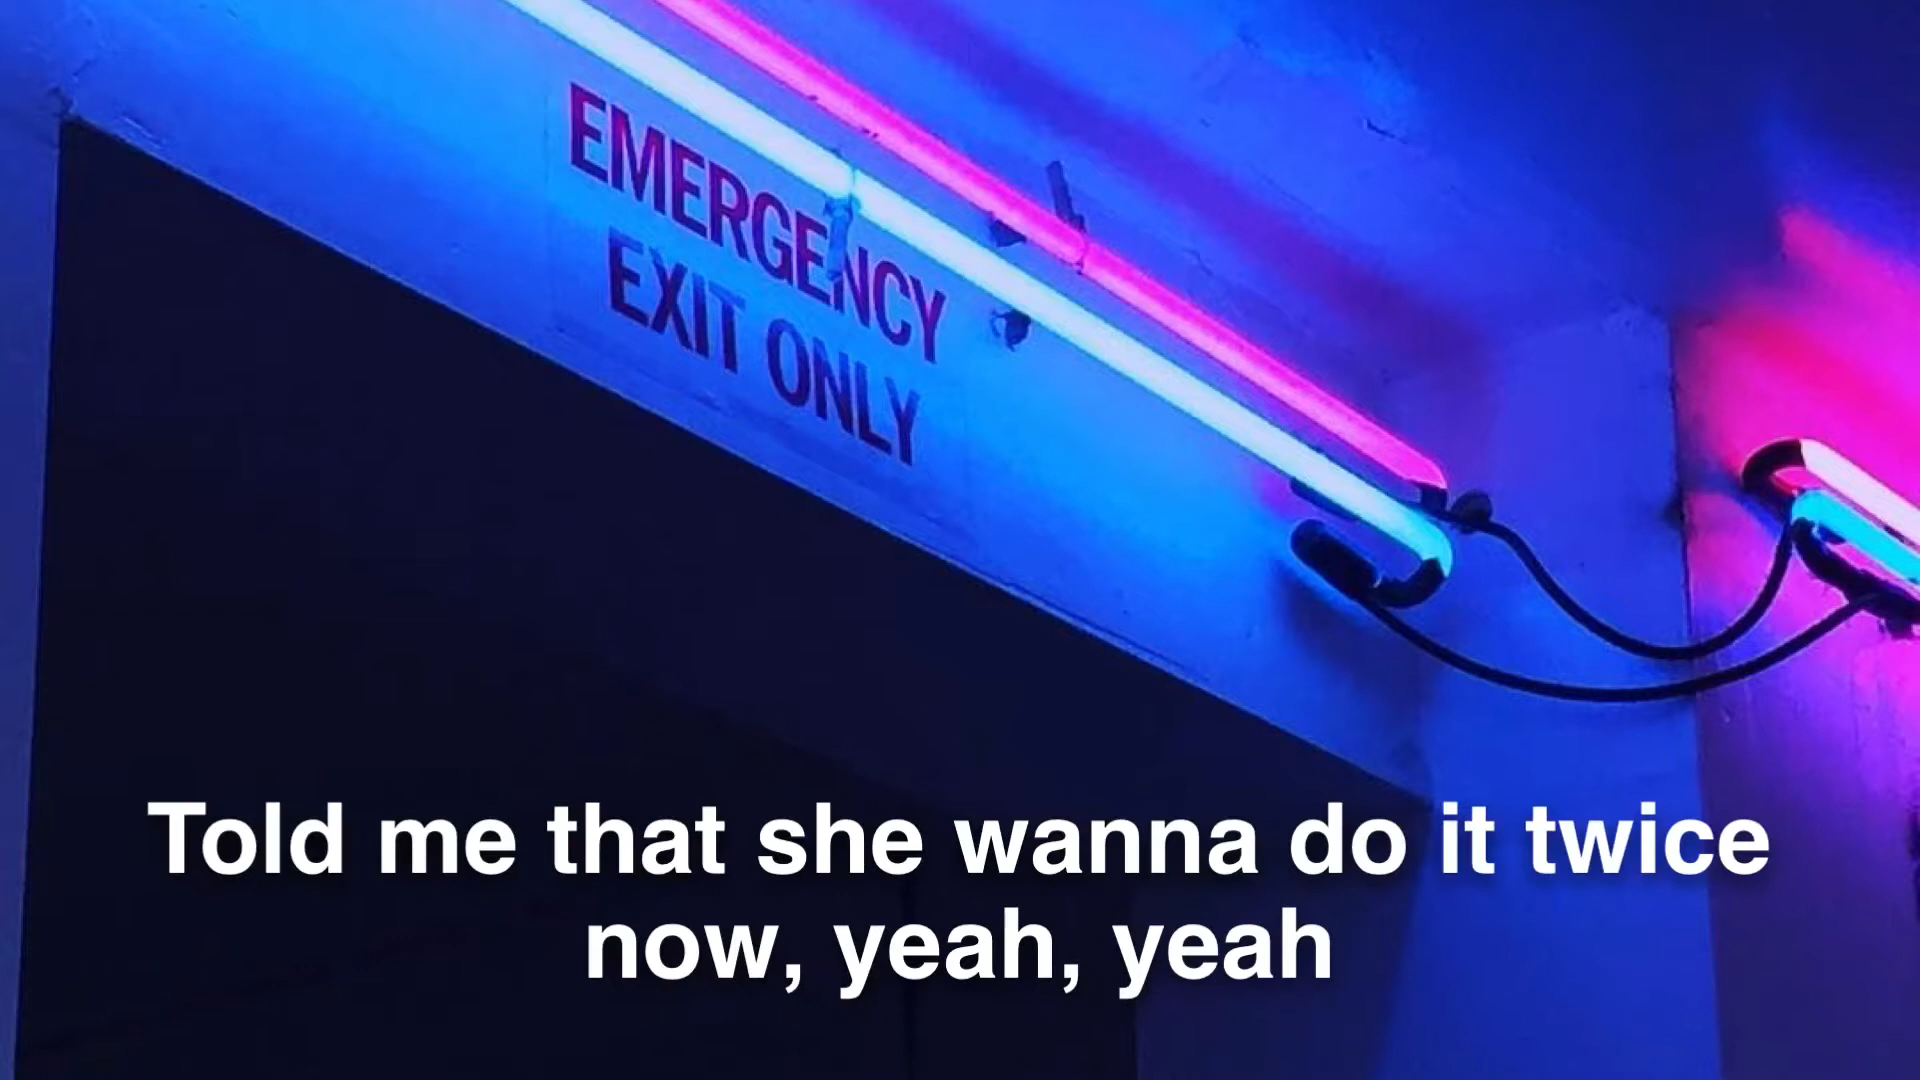 EMERGENCY
EXIT ONLY
Told me that she wanna do it twice
now, yeah, yeah